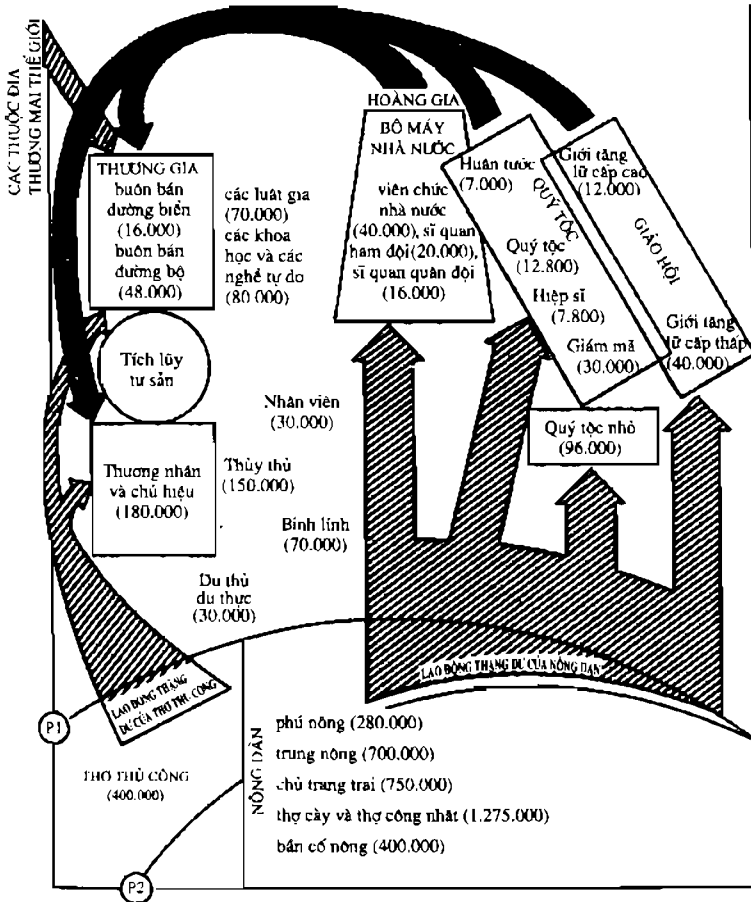 CÁC THUỘC ĐỊA
THƯƠNG MẠI THẾ GIỚI
HOÀNG GIA
BỘ MÁY
NHÀ NƯỚC
viên chức
nhà nước
(40.000), sĩ quan
ham đội (20.000),
sĩ quan quân đội
(16.000)
Huân tước
(7.000)
QUÝ TỘC
Quý tộc
(12.800)
Hiệp sĩ
(7.800)
Giám mã
(30.000)
Giới tăng
lữ cấp cao
(12.000)
GIÁO HỘI
Giới tăng
lữ cấp thấp
(40.000)
THƯƠNG GIA
buôn bán
đường biển
(16.000)
buôn bán
đường bộ
(48.000)
các luật gia
(70.000)
các khoa
học và các
nghề tự do
(80.000)
Tích lũy
tư sản
Thương nhân
và chủ hiệu
(180.000)
Thủy thủ
(150.000)
Nhân viên
(30.000)
Binh lính
(70.000)
Quý tộc nhỏ
(96.000)
Du thủ
du thực
(30.000)
LAO ĐỘNG THẶNG
DƯ CỦA THỢ THỦ CÔNG
LAO ĐỘNG THẶNG DƯ CỦA NÔNG DÂN
P1
THỢ THỦ CÔNG
(400.000)
NÔNG DÂN
phú nông (280.000)
trung nông (700.000)
chủ trang trai (750.000)
thợ cày và thợ công nhât (1.275.000)
bần cố nông (400.000)
P2